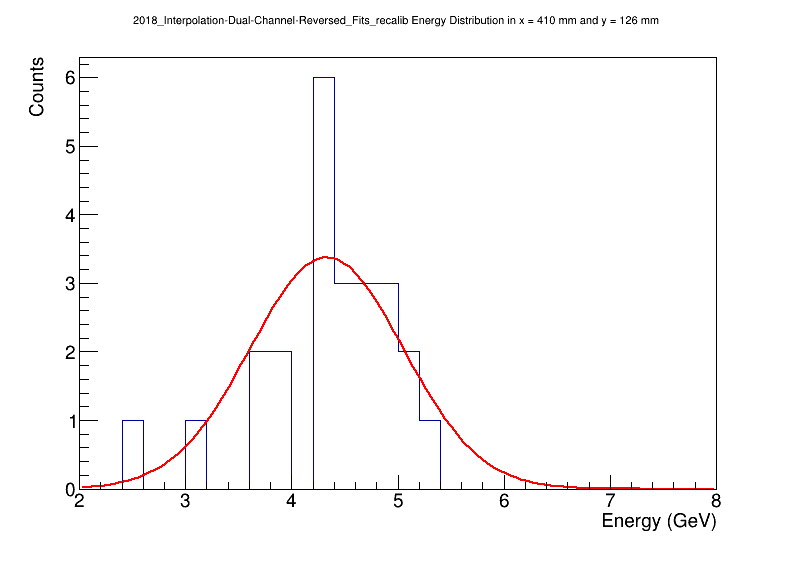 2018_Interpolation-Dual-Channel-Reversed_Fits_recalib Energy Distribution in x = 410 mm and y = 126 mm
Counts
6
5
4
3
2
1
0
2 3 4 5 6 7 8
Energy (GeV)